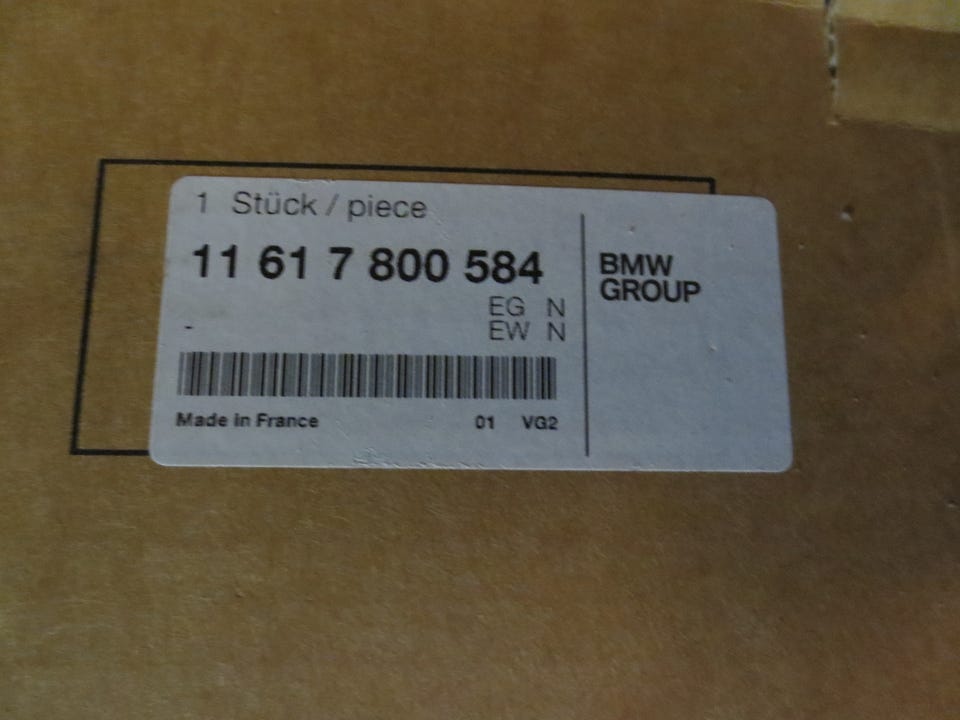 1 Stück / piece
11 61 7 800 584
EG N
- EW N
Made in France 01 VG2
BMW
GROUP